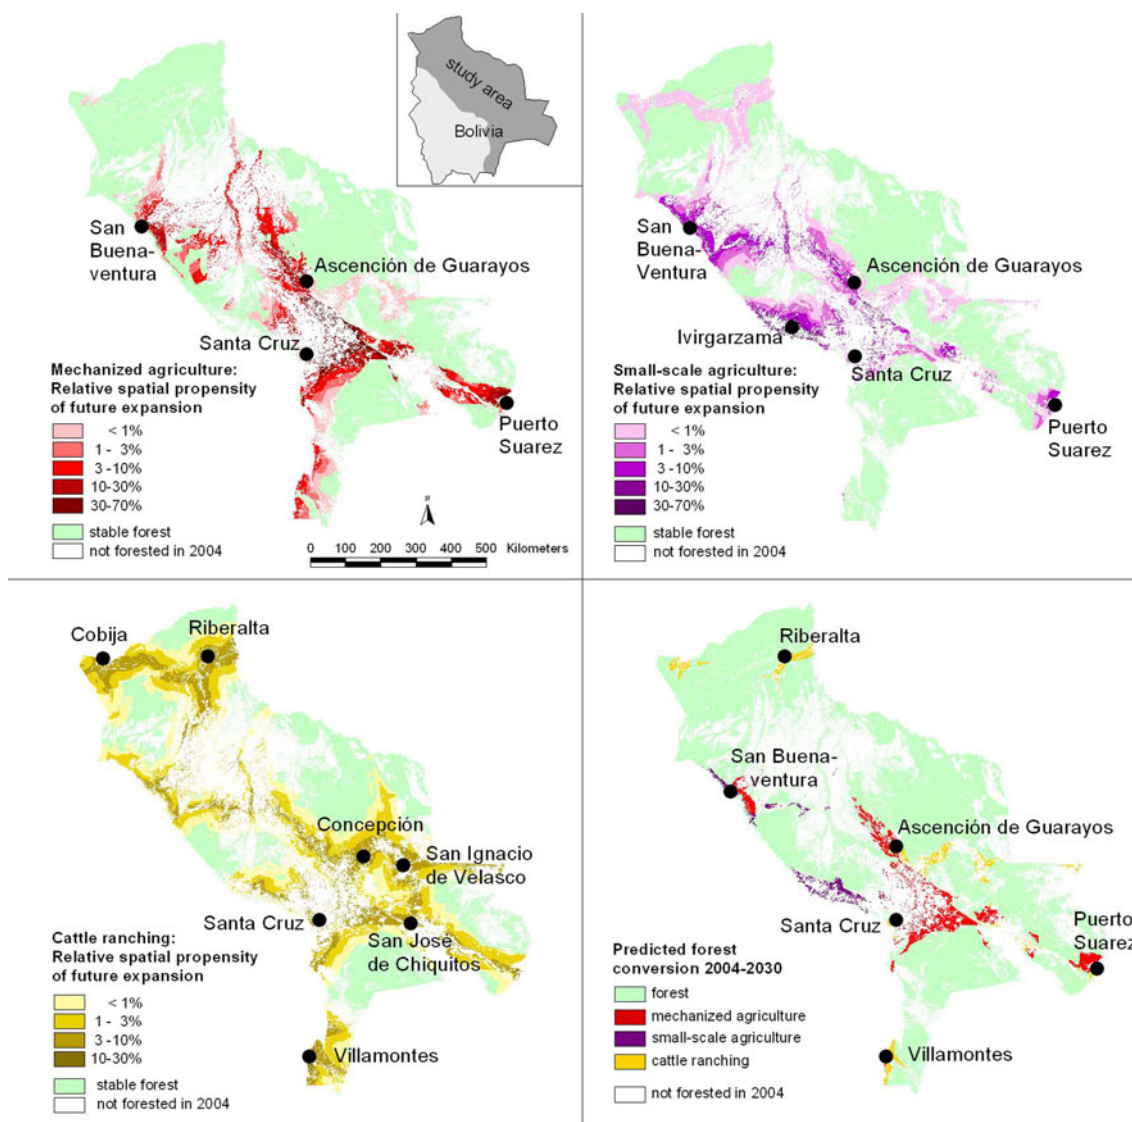 study area
Bolivia
San
Buena-
ventura
Ascención de Guarayos
Santa Cruz
Puerto
Suarez
Mechanized agriculture:
Relative spatial propensity
of future expansion
< 1%
1 - 3%
3 -10%
10-30%
30-70%
stable forest
not forested in 2004
N
0 100 200 300 400 500 Kilometers
San
Buena-
Ventura
Ascención de Guarayos
Ivirgarzama
Santa Cruz
Puerto
Suarez
Small-scale agriculture:
Relative spatial propensity
of future expansion
< 1%
1 - 3%
3 -10%
10-30%
30-70%
stable forest
not forested in 2004
Cobija
Riberalta
Concepción
San Ignacio
de Velasco
Santa Cruz
San José
de Chiquitos
Villamontes
Cattle ranching:
Relative spatial propensity
of future expansion
< 1%
1 - 3%
3 -10%
10-30%
stable forest
not forested in 2004
Riberalta
San Buena-
ventura
Ascención de Guarayos
Santa Cruz
Puerto
Suarez
Villamontes
Predicted forest
conversion 2004-2030
forest
mechanized agriculture
small-scale agriculture
cattle ranching
not forested in 2004